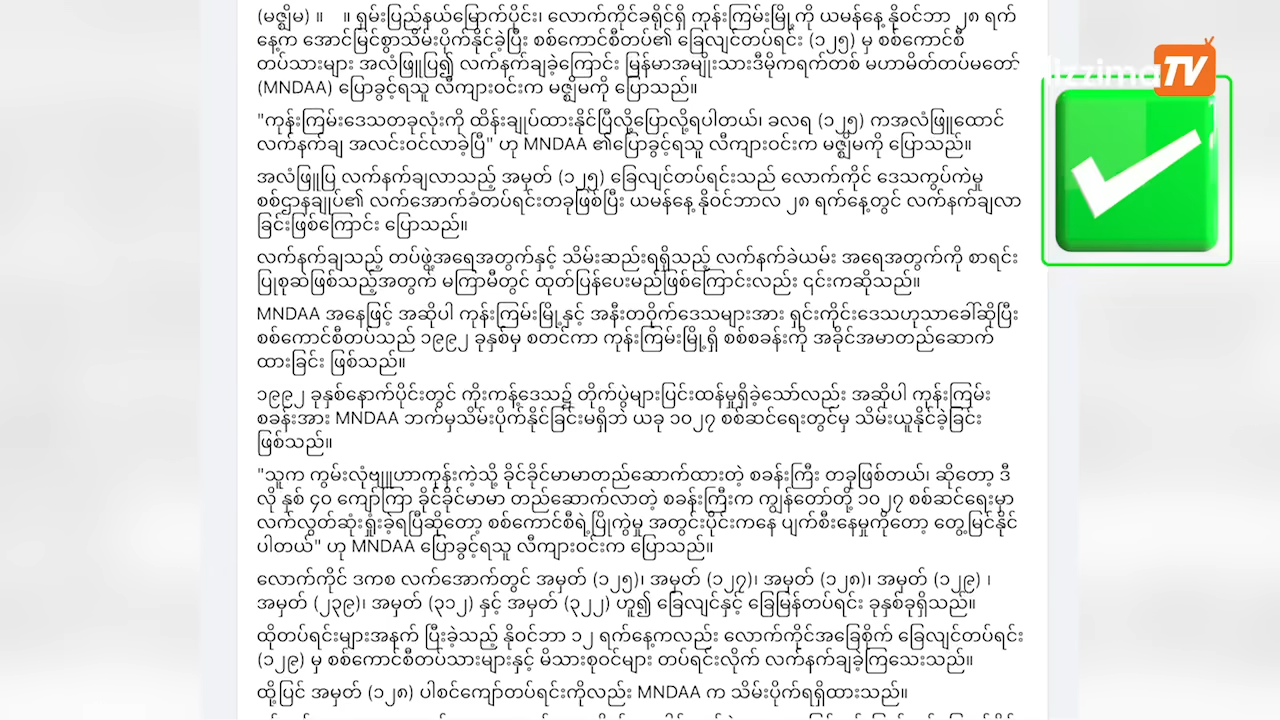 (မဇ္ဈိမ) ။    ။ ရှမ်းပြည်နယ်မြောက်ပိုင်း၊ လောက်ကိုင်ခရိုင်ရှိ ကုန်းကြမ်းမြို့ကို ယမန်နေ့ နိုဝင်ဘာ ၂၈ ရက်
နေ့က အောင်မြင်စွာသိမ်းပိုက်နိုင်ခဲ့ပြီး စစ်ကောင်စီတပ်၏ ခြေလျင်တပ်ရင်း (၁၂၅) မှ စစ်ကောင်စီ
တပ်သားများ အလံဖြူပြ၍ လက်နက်ချခဲ့ကြောင်း မြန်မာအမျိုးသားဒီမိုကရက်တစ် မဟာမိတ်တပ်မတော်
(MNDAA) ပြောခွင့်ရသူ လီကျားဝင်းက မဇ္ဈိမကို ပြောသည်။
"ကုန်းကြမ်းဒေသတခုလုံးကို ထိန်းချုပ်ထားနိုင်ပြီလို့ပြောလို့ရပါတယ်၊ ခလရ (၁၂၅) ကအလံဖြူထောင်
လက်နက်ချ အလင်းဝင်လာခဲ့ပြီ" ဟု MNDAA ၏ပြောခွင့်ရသူ လီကျားဝင်းက မဇ္ဈိမကို ပြောသည်။
အလံဖြူပြ လက်နက်ချလာသည့် အမှတ် (၁၂၅) ခြေလျင်တပ်ရင်းသည် လောက်ကိုင် ဒေသကွပ်ကဲမှု
စစ်ဌာနချုပ်၏ လက်အောက်ခံတပ်ရင်းတခုဖြစ်ပြီး ယမန်နေ့ နိုဝင်ဘာလ ၂၈ ရက်နေ့တွင် လက်နက်ချလာ
ခြင်းဖြစ်ကြောင်း ပြောသည်။
လက်နက်ချသည့် တပ်ဖွဲ့အရေအတွက်နှင့် သိမ်းဆည်းရရှိသည့် လက်နက်ခဲယမ်း အရေအတွက်ကို စာရင်း
ပြုစုဆဲဖြစ်သည့်အတွက် မကြာမီတွင် ထုတ်ပြန်ပေးမည်ဖြစ်ကြောင်းလည်း ၎င်းကဆိုသည်။
MNDAA အနေဖြင့် အဆိုပါ ကုန်းကြမ်းမြို့နှင့် အနီးတဝိုက်ဒေသများအား ရှင်းကိုင်းဒေသဟုသာခေါ်ဆိုပြီး
စစ်ကောင်စီတပ်သည် ၁၉၉၂ ခုနှစ်မှ စတင်ကာ ကုန်းကြမ်းမြို့ရှိ စစ်စခန်းကို အခိုင်အမာတည်ဆောက်
ထားခြင်း ဖြစ်သည်။
၁၉၉၂ ခုနှစ်နောက်ပိုင်းတွင် ကိုးကန့်ဒေသ၌ တိုက်ပွဲများပြင်းထန်မှုရှိခဲ့သော်လည်း အဆိုပါ ကုန်းကြမ်း
စခန်းအား MNDAA ဘက်မှသိမ်းပိုက်နိုင်ခြင်းမရှိဘဲ ယခု ၁၀၂၇ စစ်ဆင်ရေးတွင်မှ သိမ်းယူနိုင်ခဲ့ခြင်း
ဖြစ်သည်။
"သူက ကွမ်းလုံဗျူဟာကုန်းကဲ့သို့ ခိုင်ခိုင်မာမာတည်ဆောက်ထားတဲ့ စခန်းကြီး တခုဖြစ်တယ်၊ ဆိုတော့ ဒီ
လို နှစ် ၄၀ ကျော်ကြာ ခိုင်ခိုင်မာမာ တည်ဆောက်လာတဲ့ စခန်းကြီးက ကျွန်တော်တို့ ၁၀၂၇ စစ်ဆင်ရေးမှာ
လက်လွှတ်ဆုံးရှုံးခဲ့ရပြီဆိုတော့ စစ်ကောင်စီရဲ့ပြိုကွဲမှု အတွင်းပိုင်းကနေ ပျက်စီးနေမှုကိုတော့ တွေ့မြင်နိုင်
ပါတယ်" ဟု MNDAA ပြောခွင့်ရသူ လီကျားဝင်းက ပြောသည်။
လောက်ကိုင် ဒကစ လက်အောက်တွင် အမှတ် (၁၂၅)၊ အမှတ် (၁၂၇)၊ အမှတ် (၁၂၈)၊ အမှတ် (၁၂၉) ၊
အမှတ် (၂၃၉)၊ အမှတ် (၃၁၂) နှင့် အမှတ် (၃၂၂) ဟူ၍ ခြေလျင်နှင့် ခြေမြန်တပ်ရင်း ခုနှစ်ခုရှိသည်။
ထိုတပ်ရင်းများအနက် ပြီးခဲ့သည့် နိုဝင်ဘာ ၁၂ ရက်နေ့ကလည်း လောက်ကိုင်အခြေစိုက် ခြေလျင်တပ်ရင်း
(၁၂၉) မှ စစ်ကောင်စီတပ်သားများနှင့် မိသားစုဝင်များ တပ်ရင်းလိုက် လက်နက်ချခဲ့ကြသေးသည်။
ထို့ပြင် အမှတ် (၁၂၈) ပါစင်ကျော်တပ်ရင်းကိုလည်း MNDAA က သိမ်းပိုက်ရရှိထားသည်။
TV